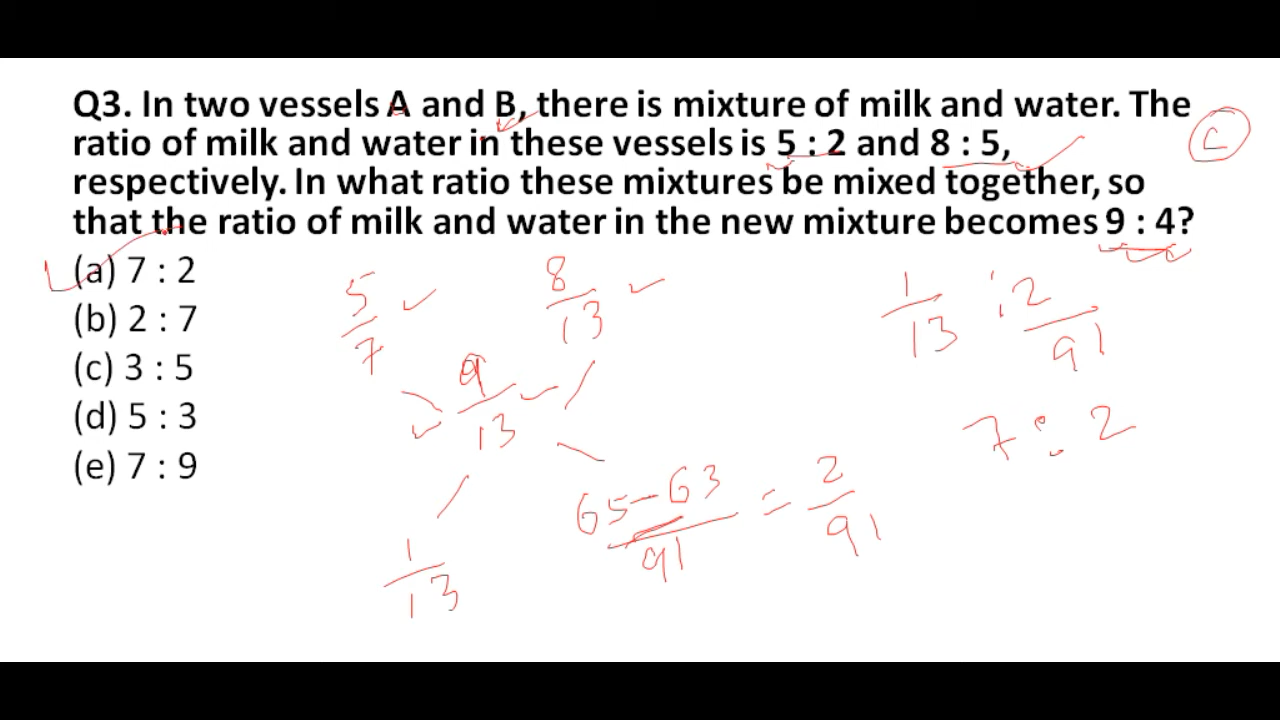 Q3. In two vessels A and B, there is mixture of milk and water. The
ratio of milk and water in these vessels is 5 : 2 and 8 : 5,
respectively. In what ratio these mixtures be mixed together, so
that the ratio of milk and water in the new mixture becomes 9 : 4?
C
(a) 7 : 2
(b) 2 : 7
(c) 3 : 5
(d) 5 : 3
(e) 7 : 9
5/7
8/13
9/13
1/13
65-63/91 = 2/91
1/13 : 2/91
7 : 2